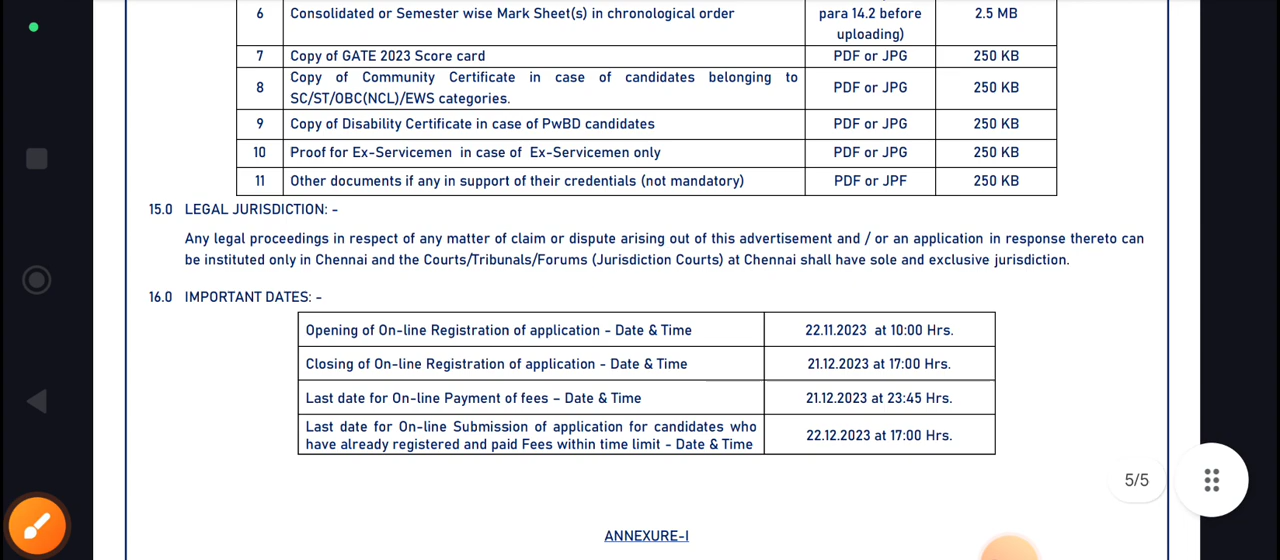 6 Consolidated or Semester wise Mark Sheet(s) in chronological order para 14.2 before uploading) 2.5 MB
7 Copy of GATE 2023 Score card PDF or JPG 250 KB
8 Copy of Community Certificate in case of candidates belonging to
SC/ST/OBC(NCL)/EWS categories. PDF or JPG 250 KB
9 Copy of Disability Certificate in case of PwBD candidates PDF or JPG 250 KB
10 Proof for Ex-Servicemen in case of Ex-Servicemen only PDF or JPG 250 KB
11 Other documents if any in support of their credentials (not mandatory) PDF or JPF 250 KB
15.0 LEGAL JURISDICTION: -
Any legal proceedings in respect of any matter of claim or dispute arising out of this advertisement and / or an application in response thereto can
be instituted only in Chennai and the Courts/Tribunals/Forums (Jurisdiction Courts) at Chennai shall have sole and exclusive jurisdiction.
16.0 IMPORTANT DATES: -
Opening of On-line Registration of application - Date & Time 22.11.2023 at 10:00 Hrs.
Closing of On-line Registration of application - Date & Time 21.12.2023 at 17:00 Hrs.
Last date for On-line Payment of fees – Date & Time 21.12.2023 at 23:45 Hrs.
Last date for On-line Submission of application for candidates who
have already registered and paid Fees within time limit - Date & Time 22.12.2023 at 17:00 Hrs.
5/5
ANNEXURE-I